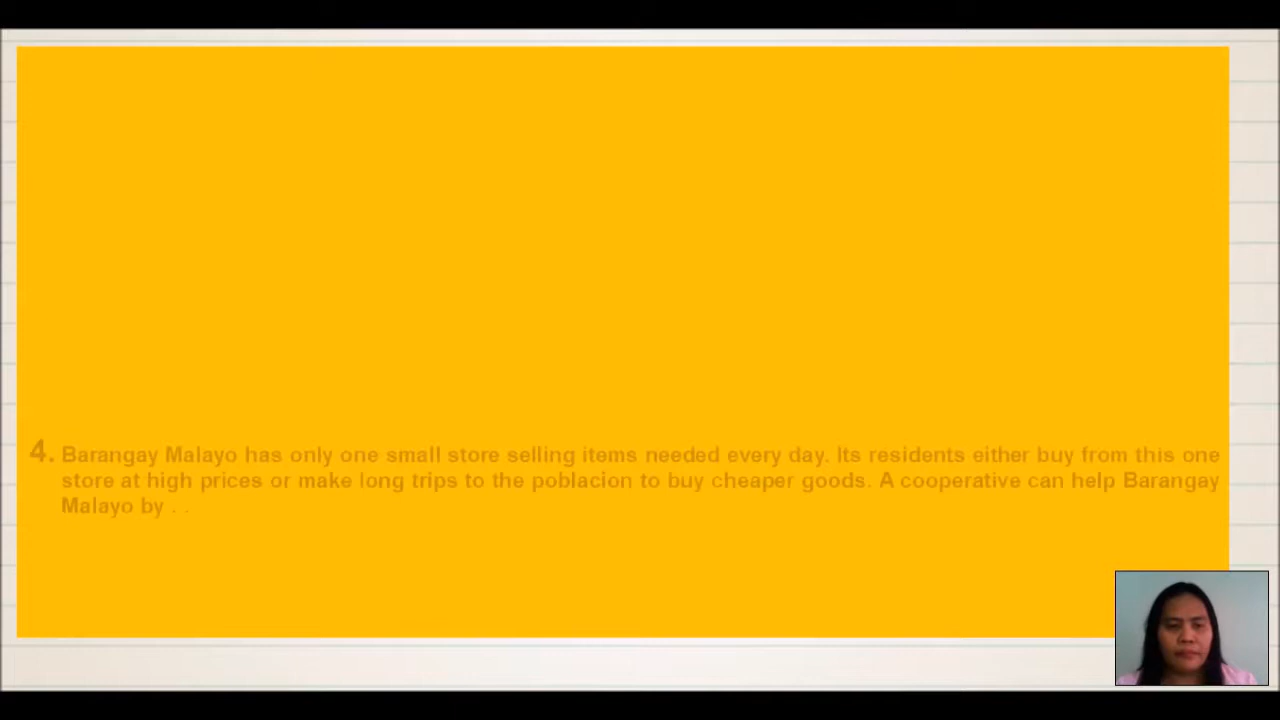 4. Barangay Malayo has only one small store selling items needed every day. Its residents either buy from this one
store at high prices or make long trips to the poblacion to buy cheaper goods. A cooperative can help Barangay
Malayo by . .